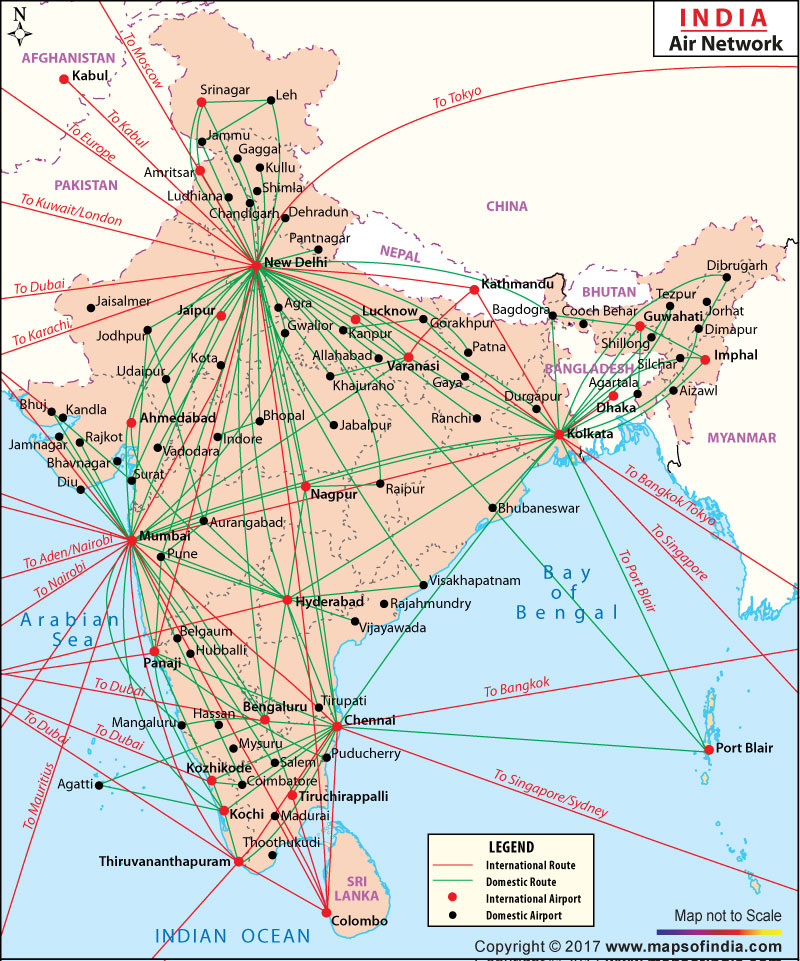 N
INDIA
Air Network
AFGHANISTAN
Kabul
To Moscow
To Kabul
To Europe
To Tokyo
Srinagar
Leh
Jammu
Gaggal
Kullu
Amritsar
Shimla
Ludhiana
Chandigarh
Dehradun
PAKISTAN
To Kuwait/London
Pantnagar
CHINA
New Delhi
NEPAL
Kathmandu
To Dubai
To Karachi
Jaisalmer
Jaipur
Jodhpur
Agra
Gwalior
Lucknow
Kanpur
Gorakhpur
Bagdogra
BHUTAN
Cooch Behar
Dibrugarh
Tezpur
Jorhat
Guwahati
Dimapur
Shillong
Kota
Udaipur
Allahabad
Varanasi
Patna
Khajuraho
Gaya
BANGLADESH
Silchar
Imphal
Agartala
Aizawl
Dhaka
Durgapur
Ranchi
Kolkata
MYANMAR
Bhuj
Kandla
Ahmedabad
Bhopal
Jabalpur
Jamnagar
Rajkot
Indore
Vadodara
Bhavnagar
Surat
Diu
Nagpur
Raipur
Bhubaneswar
Aurangabad
To Bangkok/Tokyo
To Singapore
To Port Blair
Mumbai
To Aden/Nairobi
To Nairobi
Pune
Arabian
Sea
Hyderabad
Visakhapatnam
Rajahmundry
Vijayawada
Bay
of
Bengal
Belgaum
Hubballi
Panaji
To Dubai
To Dubai
To Dubai
To Mauritius
Tirupati
Bengaluru
Chennai
To Bangkok
Port Blair
Mangaluru
Hassan
Mysuru
Salem
Puducherry
Kozhikode
Coimbatore
Agatti
Tiruchirappalli
Kochi
Madurai
Thoothukudi
Thiruvananthapuram
To Singapore/Sydney
SRI
LANKA
Colombo
INDIAN OCEAN
LEGEND
International Route
Domestic Route
International Airport
Domestic Airport
Map not to Scale
Copyright © 2017 www.mapsofindia.com